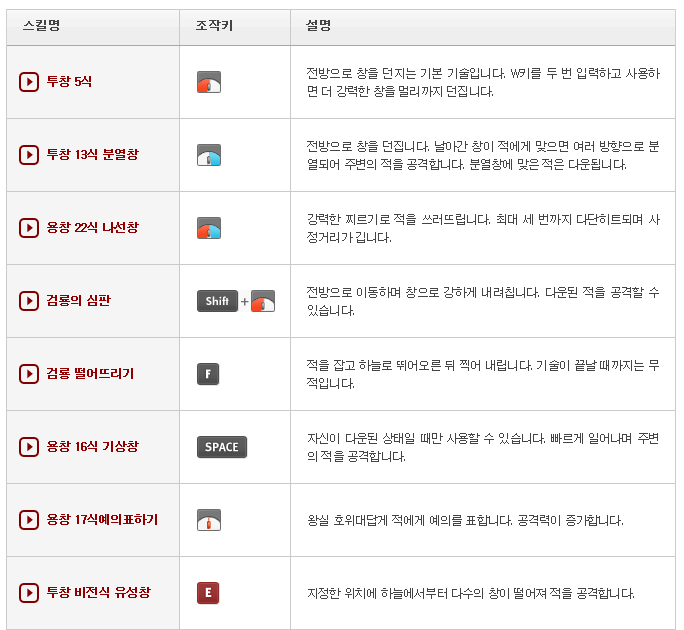 스킬명 조작키 설명
투창 5식
전방으로 창을 던지는 기본 기술입니다. W키를 두 번 입력하고 사용하
면 더 강력한 창을 멀리까지 던집니다.
투창 13식 분열창
전방으로 창을 던집니다. 날아간 창이 적에게 맞으면 여러 방향으로 분
열되어 주변의 적을 공격합니다. 분열창에 맞은 적은 다운됩니다.
용창 22식 나선창
강력한 찌르기로 적을 쓰러뜨립니다. 최대 세 번까지 다단히트되며 사
정거리가 깁니다.
검룡의 심판
Shift +
전방으로 이동하며 창으로 강하게 내려칩니다. 다운된 적을 공격할 수
있습니다.
검룡 떨어뜨리기
F
적을 잡고 하늘로 뛰어오른 뒤 찍어 내립니다. 기술이 끝날 때까지는 무
적입니다.
용창 16식 기상창
SPACE
자신이 다운된 상태일 때만 사용할 수 있습니다. 빠르게 일어나며 주변
의 적을 공격합니다.
용창 17식예의표하기
왕실 호위대답게 적에게 예의를 표합니다. 공격력이 증가합니다.
투창 비전식 유성창
E
지정한 위치에 하늘에서부터 다수의 창이 떨어져 적을 공격합니다.